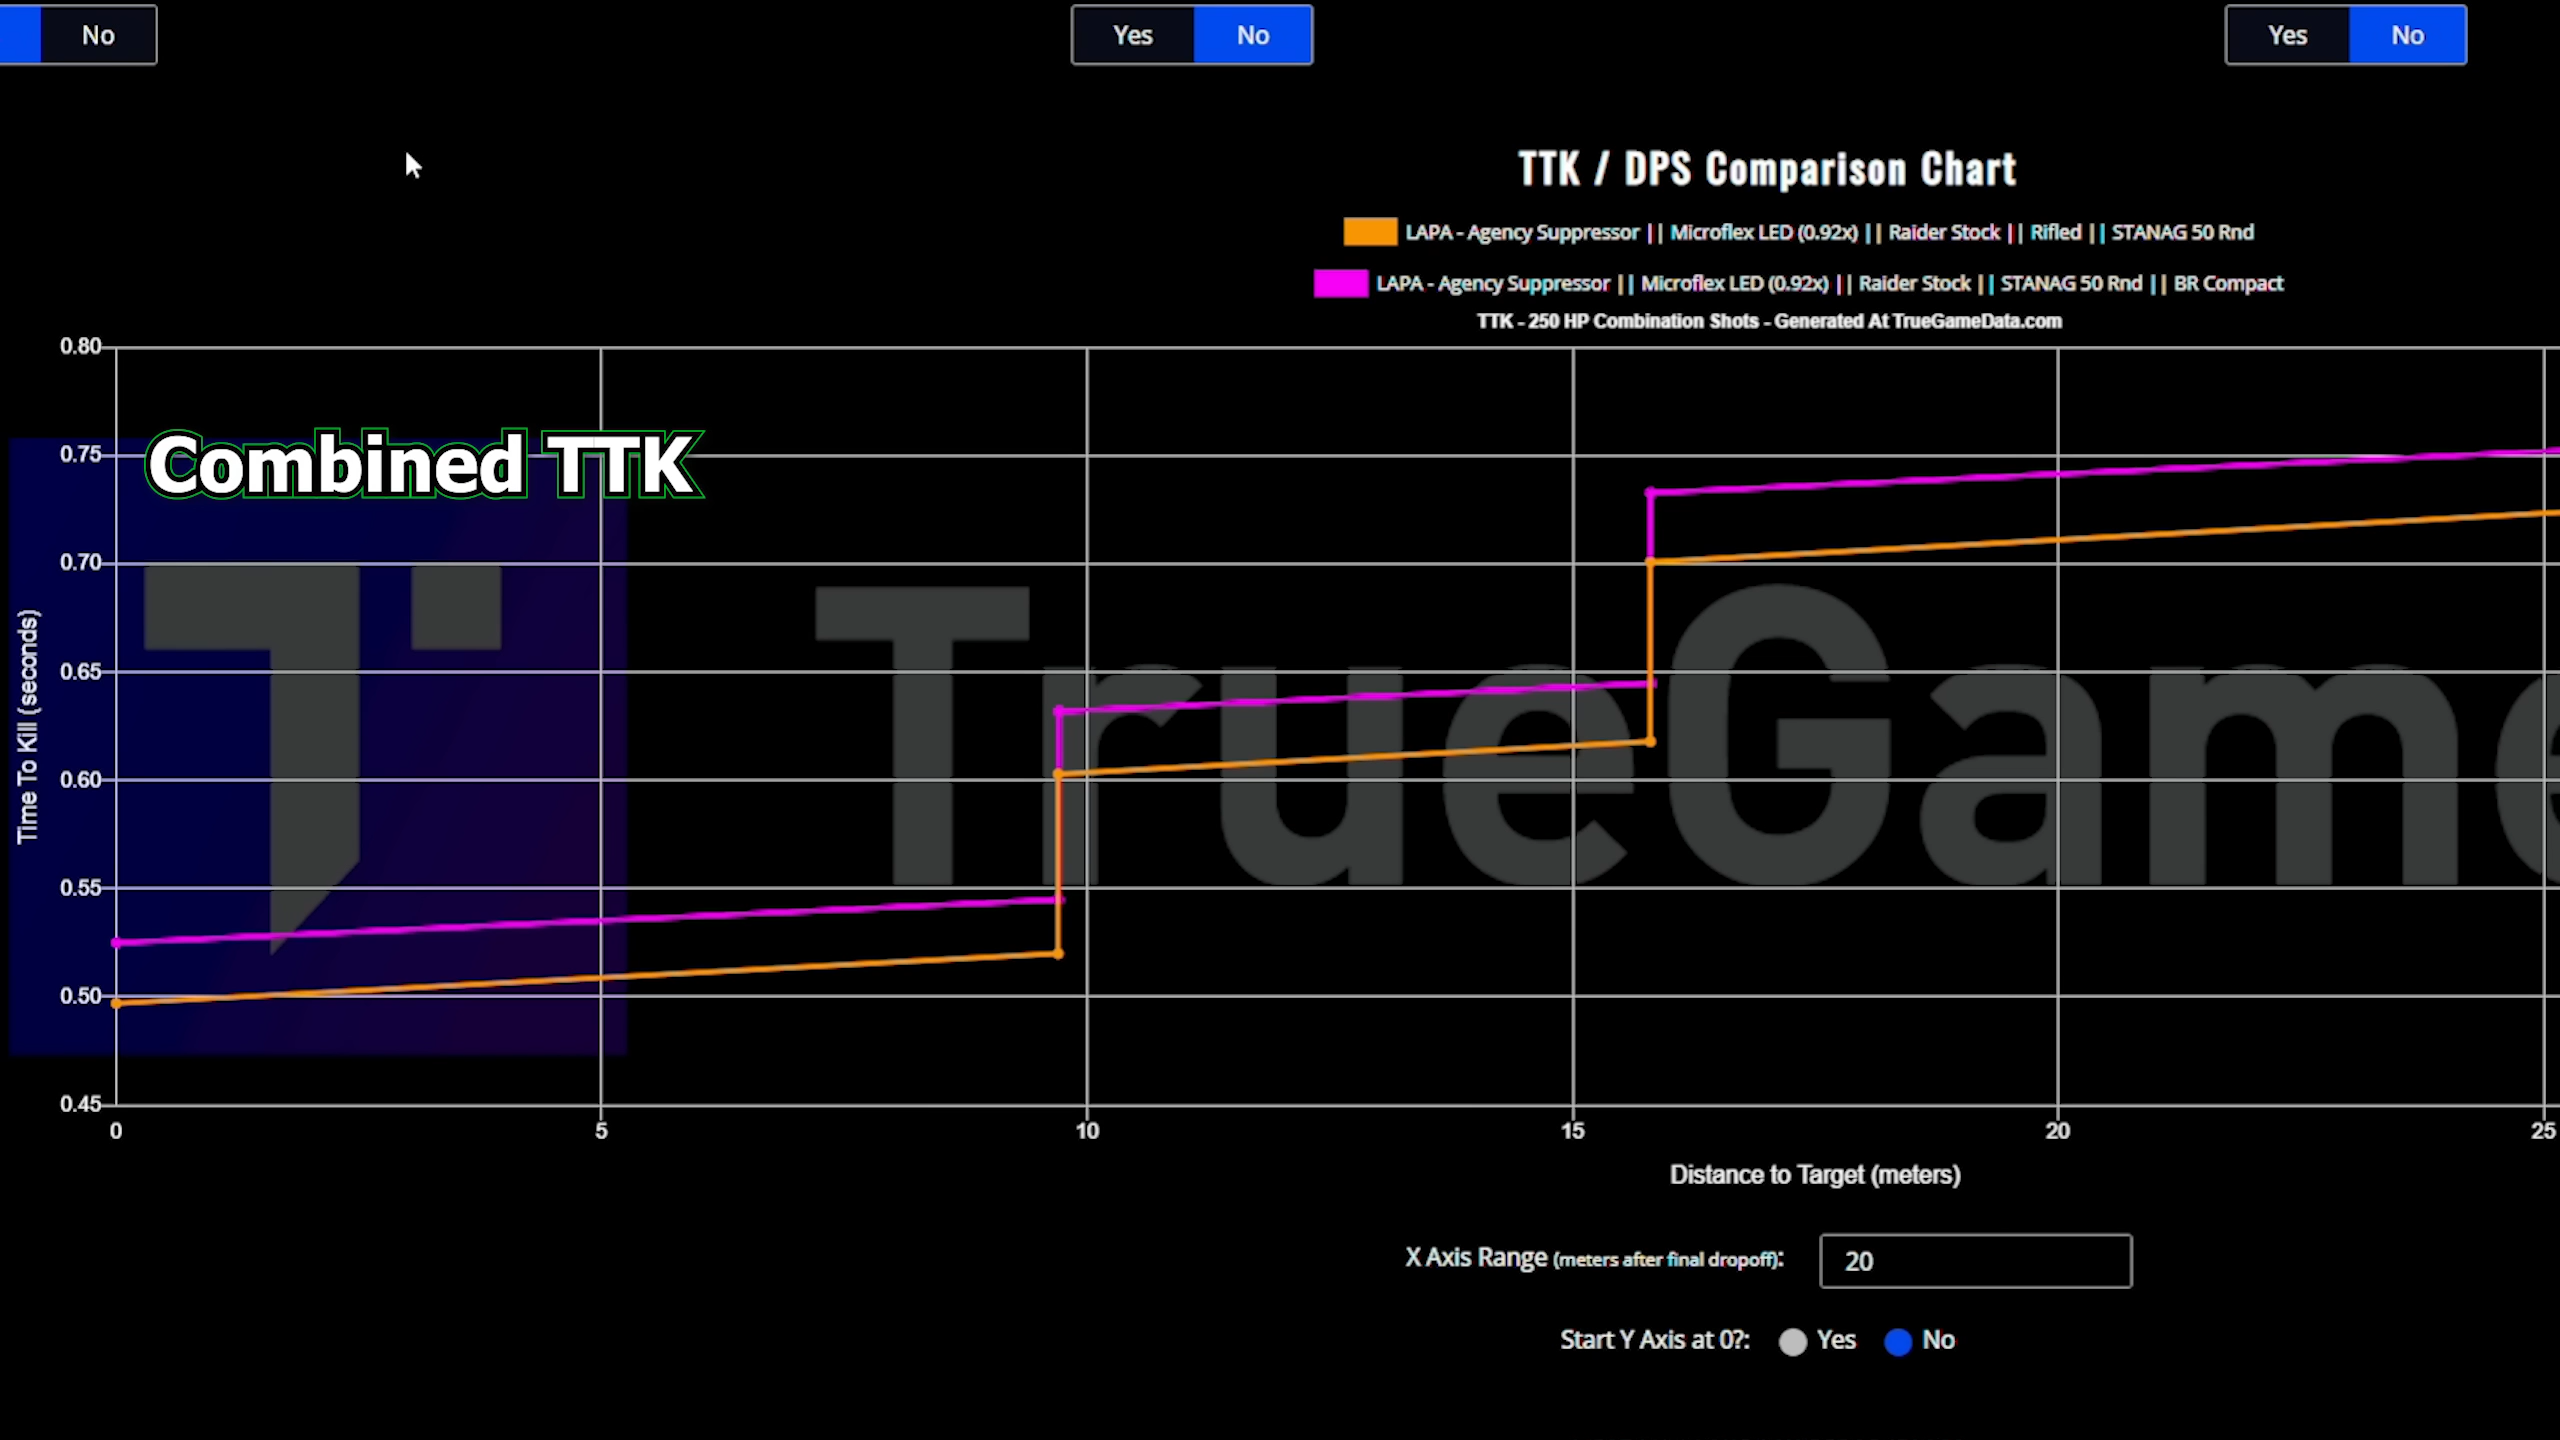 No
Yes No
Yes No
TTK / DPS Comparison Chart
LAPA - Agency Suppressor || Microflex LED (0.92x) || Raider Stock || Rifled || STANAG 50 Rnd
LAPA - Agency Suppressor || Microflex LED (0.92x) || Raider Stock || STANAG 50 Rnd || BR Compact
TTK - 250 HP Combination Shots - Generated At TrueGameData.com
Combined TTK
TrueGame
Time To Kill (seconds)
0.80
0.75
0.70
0.65
0.60
0.55
0.50
0.45
0 5 10 15 20 25
Distance to Target (meters)
X Axis Range (meters after final dropoff): 20
Start Y Axis at 0?: Yes No